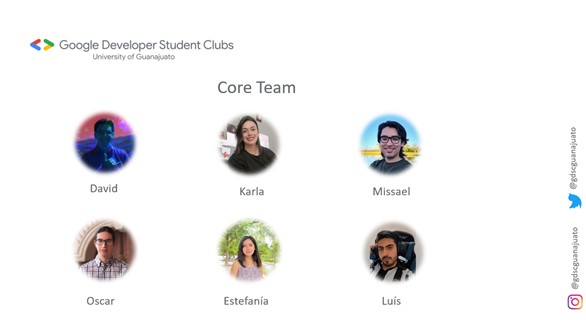 Google Developer Student Clubs
University of Guanajuato
Core Team
David
Karla
Missael
Oscar
Estefanía
Luís
@gdscguanajuato
@gdscguanajuato